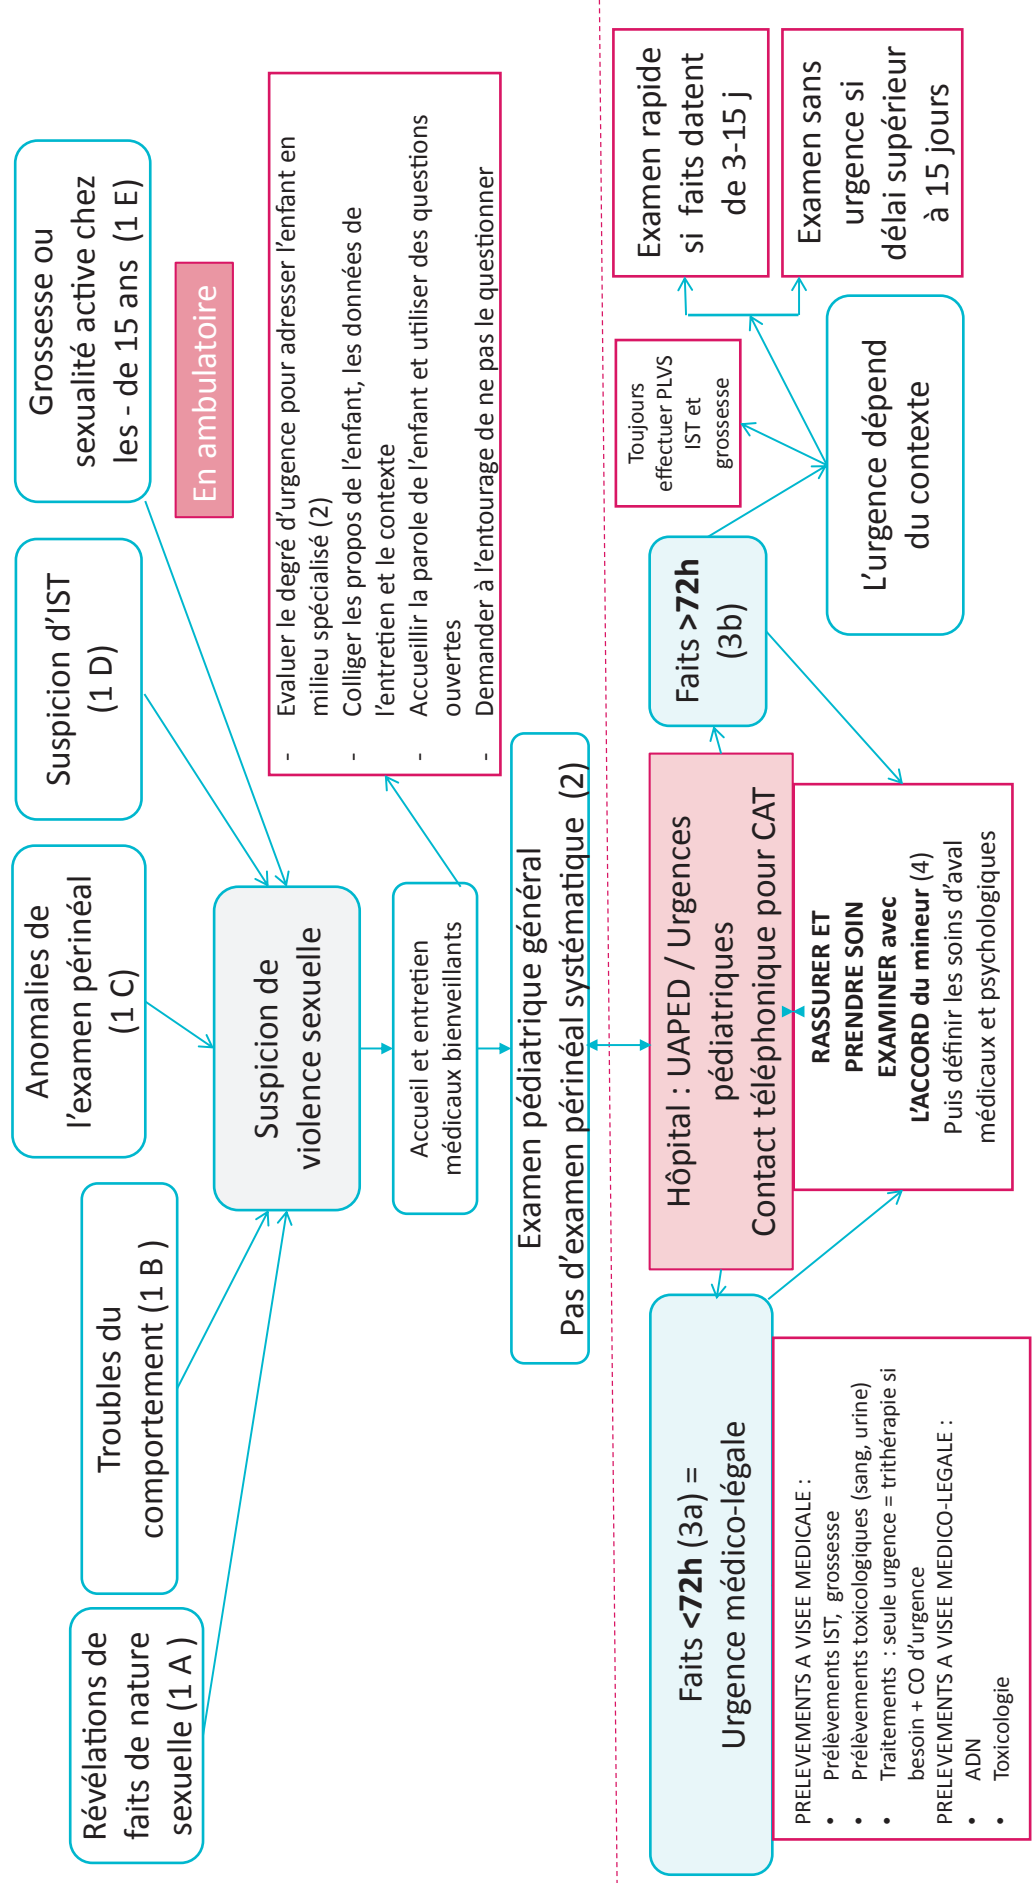 Révélations de
faits de nature
sexuelle (1 A )
Troubles du
comportement (1 B )
Anomalies de
l'examen périnéal
(1 C)
Suspicion d'IST
(1 D)
Grossesse ou
sexualité active chez
les - de 15 ans  (1 E)
En ambulatoire
Suspicion de
violence sexuelle
Accueil et entretien
médicaux bienveillants
- Evaluer le degré d'urgence pour adresser l'enfant en
milieu spécialisé (2)
- Colliger les propos de l'enfant, les données de
l'entretien et le contexte
- Accueillir la parole de l'enfant et utiliser des questions
ouvertes
- Demander à l'entourage de ne pas le questionner
Examen pédiatrique général
Pas d'examen périnéal systématique  (2)
Hôpital : UAPED / Urgences
pédiatriques
Contact téléphonique pour CAT
Faits <72h (3a) =
Urgence médico-légale
PRELEVEMENTS A VISEE MEDICALE :
• Prélèvements IST,  grossesse
• Prélèvements toxicologiques (sang, urine)
• Traitements  : seule urgence = trithérapie si
besoin + CO d'urgence
PRELEVEMENTS A VISEE MEDICO-LEGALE :
• ADN
• Toxicologie
RASSURER ET
PRENDRE SOIN
EXAMINER avec
L'ACCORD du mineur (4)
Puis définir les soins d'aval
médicaux et psychologiques
Faits >72h
(3b)
Toujours
effectuer PLVS
IST et
grossesse
L'urgence dépend
du contexte
Examen rapide
si  faits datent
de 3-15 j
Examen sans
urgence si
délai supérieur
à 15 jours